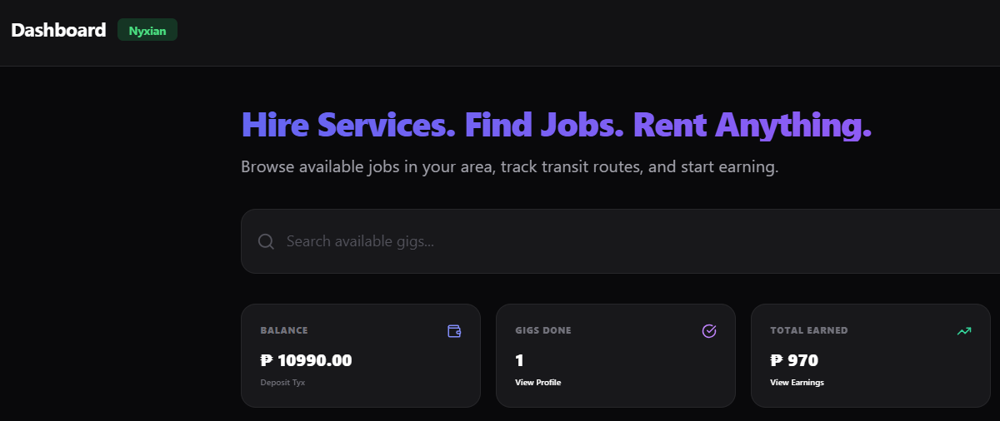 Dashboard Nyxian
Hire Services. Find Jobs. Rent Anything.
Browse available jobs in your area, track transit routes, and start earning.
Search available gigs...
BALANCE
₱ 10990.00
Deposit Tyx
GIGS DONE
1
View Profile
TOTAL EARNED
₱ 970
View Earnings